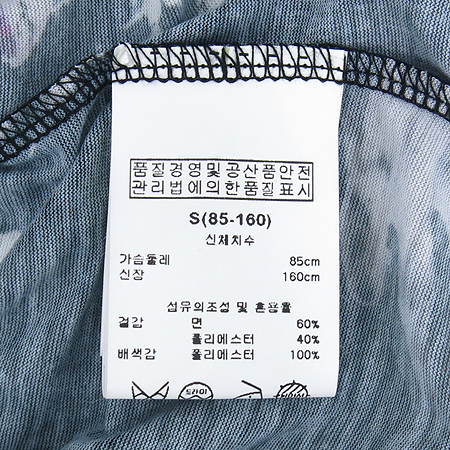 품질경영및공산품안전
관리법에의한품질표시
S(85-160)
신체치수
가슴둘레 85cm
신장 160cm
섬유의조성 및 혼용률
겉감 면 60%
폴리에스터 40%
배색감 폴리에스터 100%
드라이